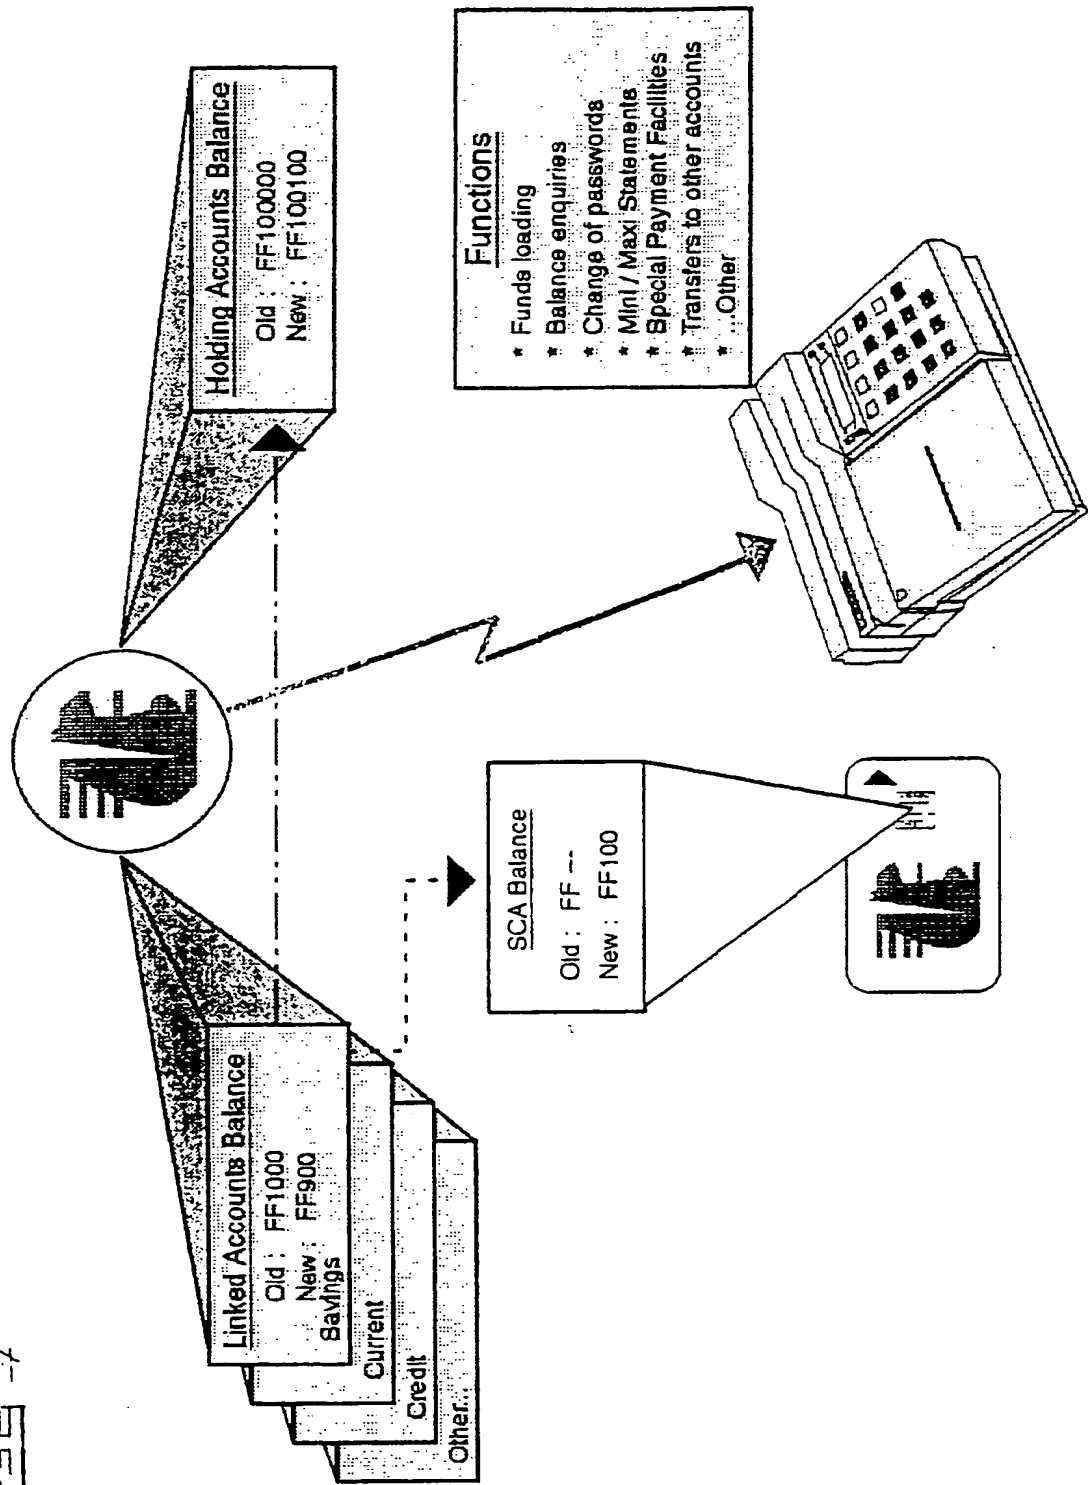 Linked Accounts Balance
Old : FF1000
New : FF900
Savings
Current
Credit
Other...
Holding Accounts Balance
Old : FF100000
New : FF100100
SCA Balance
Old : FF --
New : FF100
Functions
* Funds loading
* Balance enquiries
* Change of passwords
* Mini / Maxi Statements
* Special Payment Facilities
* Transfers to other accounts
* ...Other